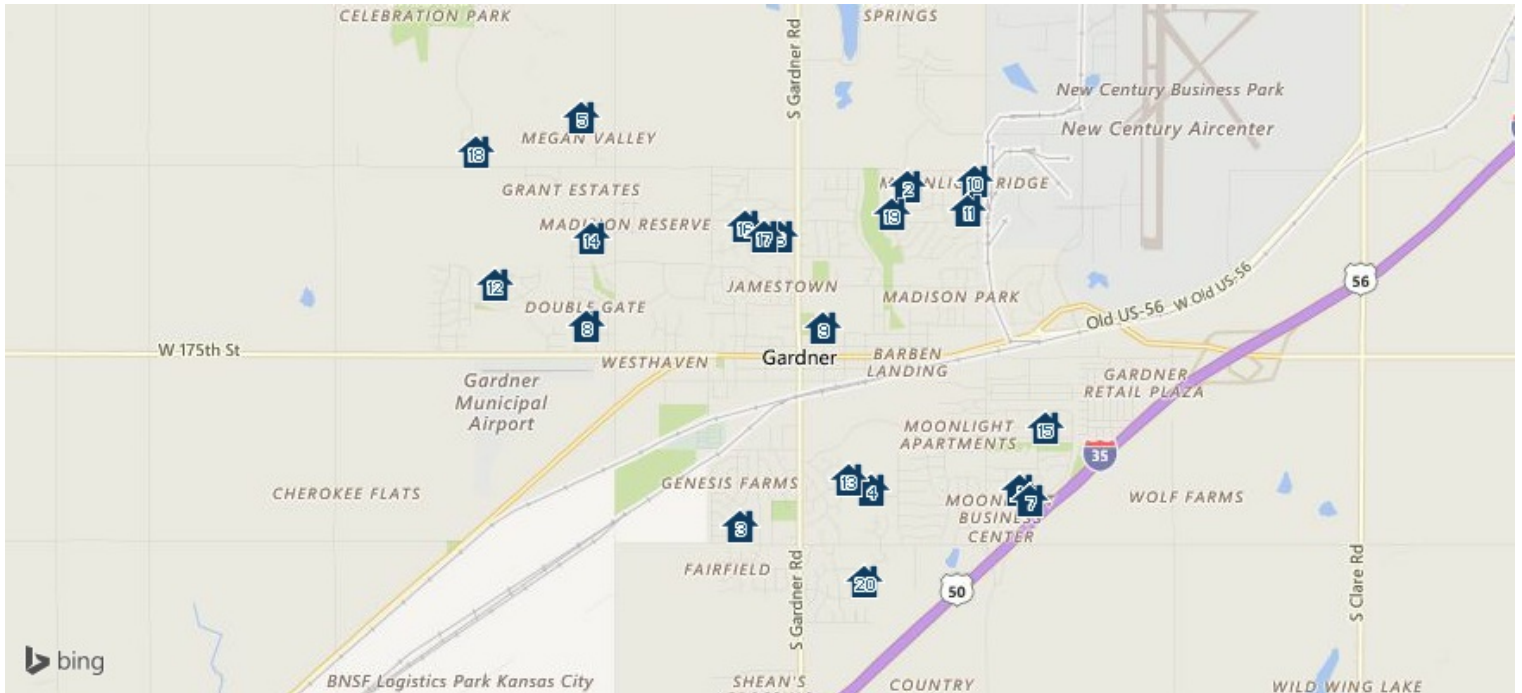 CELEBRATION PARK
SPRINGS
S Gardner Rd
New Century Business Park
New Century Aircenter
5
MEGAN VALLEY
18
GRANT ESTATES
2
10
19
11
MADISON RESERVE
16
17
14
12
JAMESTOWN
MADISON PARK
DOUBLE GATE
8
9
56
Old US-56
W Old US-56
W 175th St
WESTHAVEN
Gardner
BARBEN
LANDING
Gardner
Municipal
Airport
GARDNER
RETAIL PLAZA
MOONLIGHT
APARTMENTS
15
35
CHEROKEE FLATS
GENESIS FARMS
13
4
7
BUSINESS
CENTER
WOLF FARMS
3
FAIRFIELD
20
50
S Gardner Rd
S Clare Rd
bing
BNSF Logistics Park Kansas City
SHEAN'S
COUNTRY
WILD WING LAKE